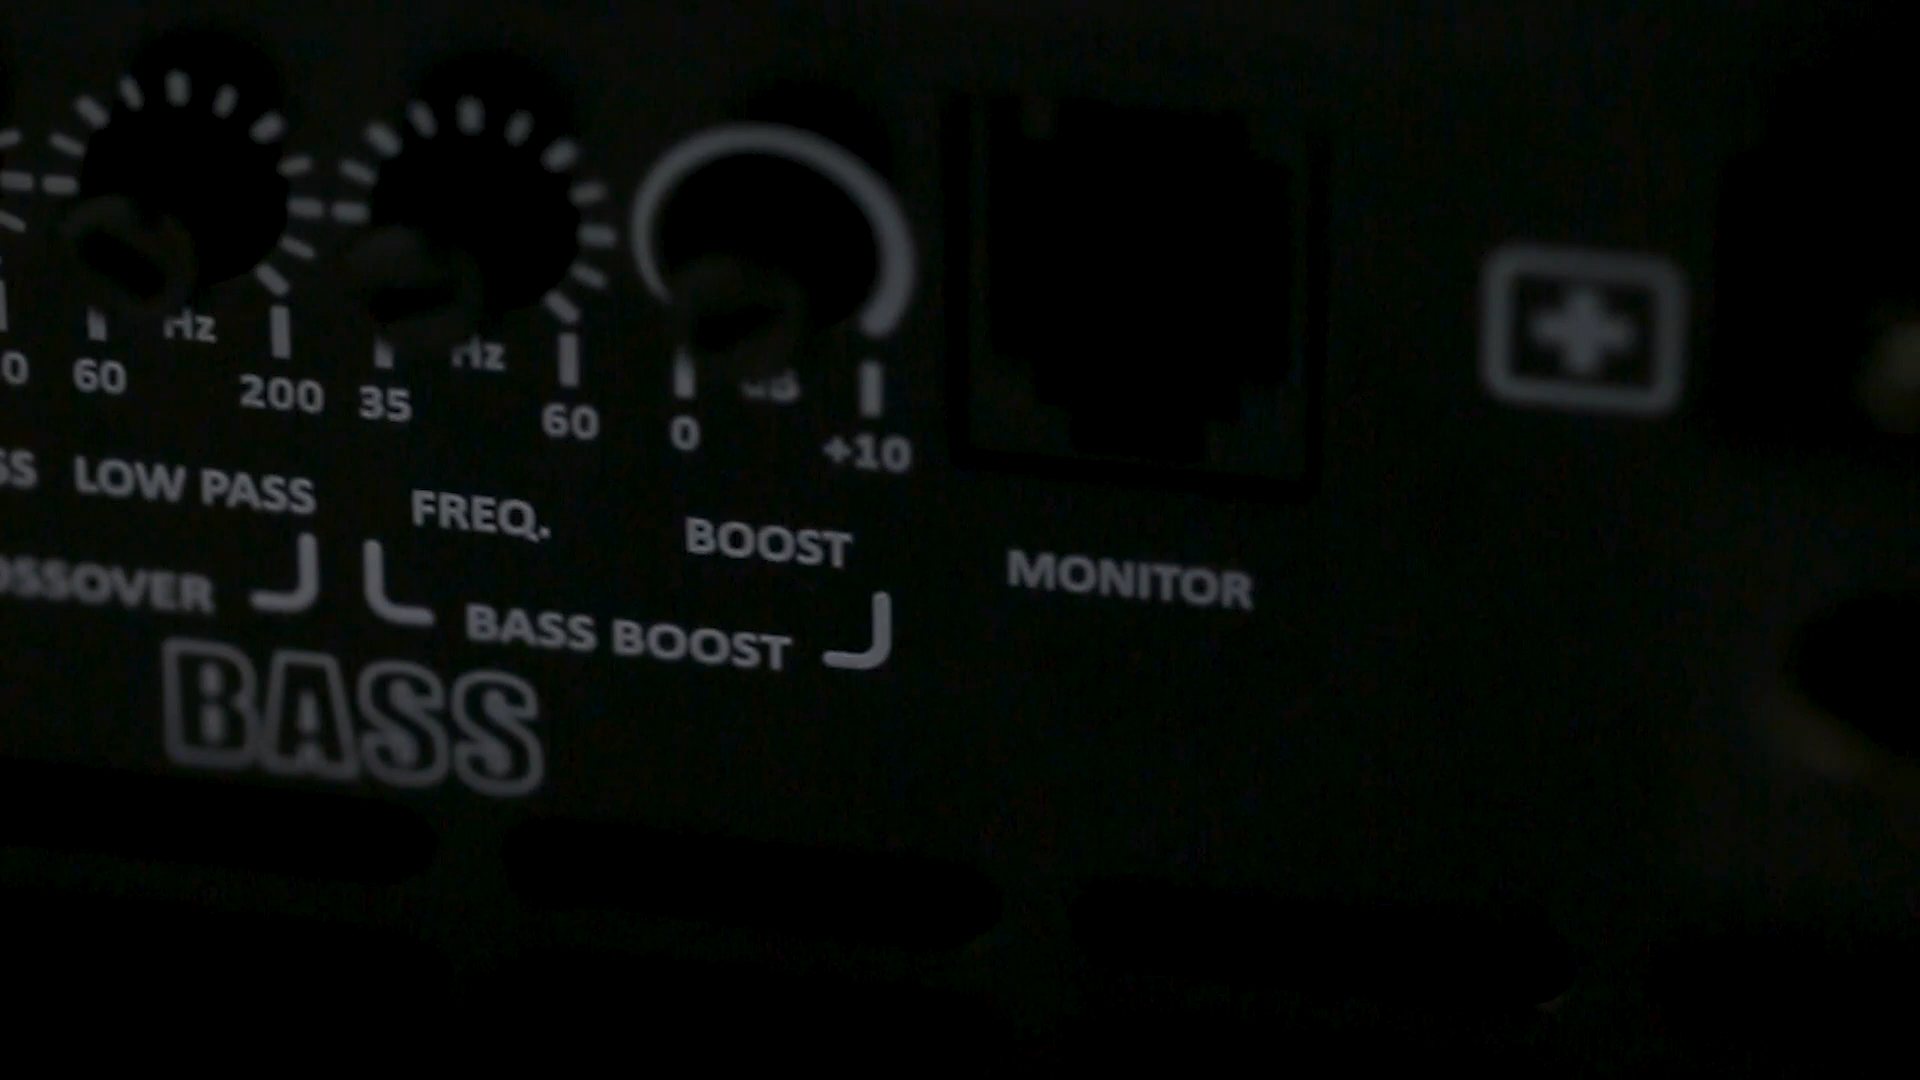 Hz Hz dB
0 60 200 35 60 0 +10
SS LOW PASS FREQ. BOOST MONITOR
OSSOVER BASS BOOST
BASS